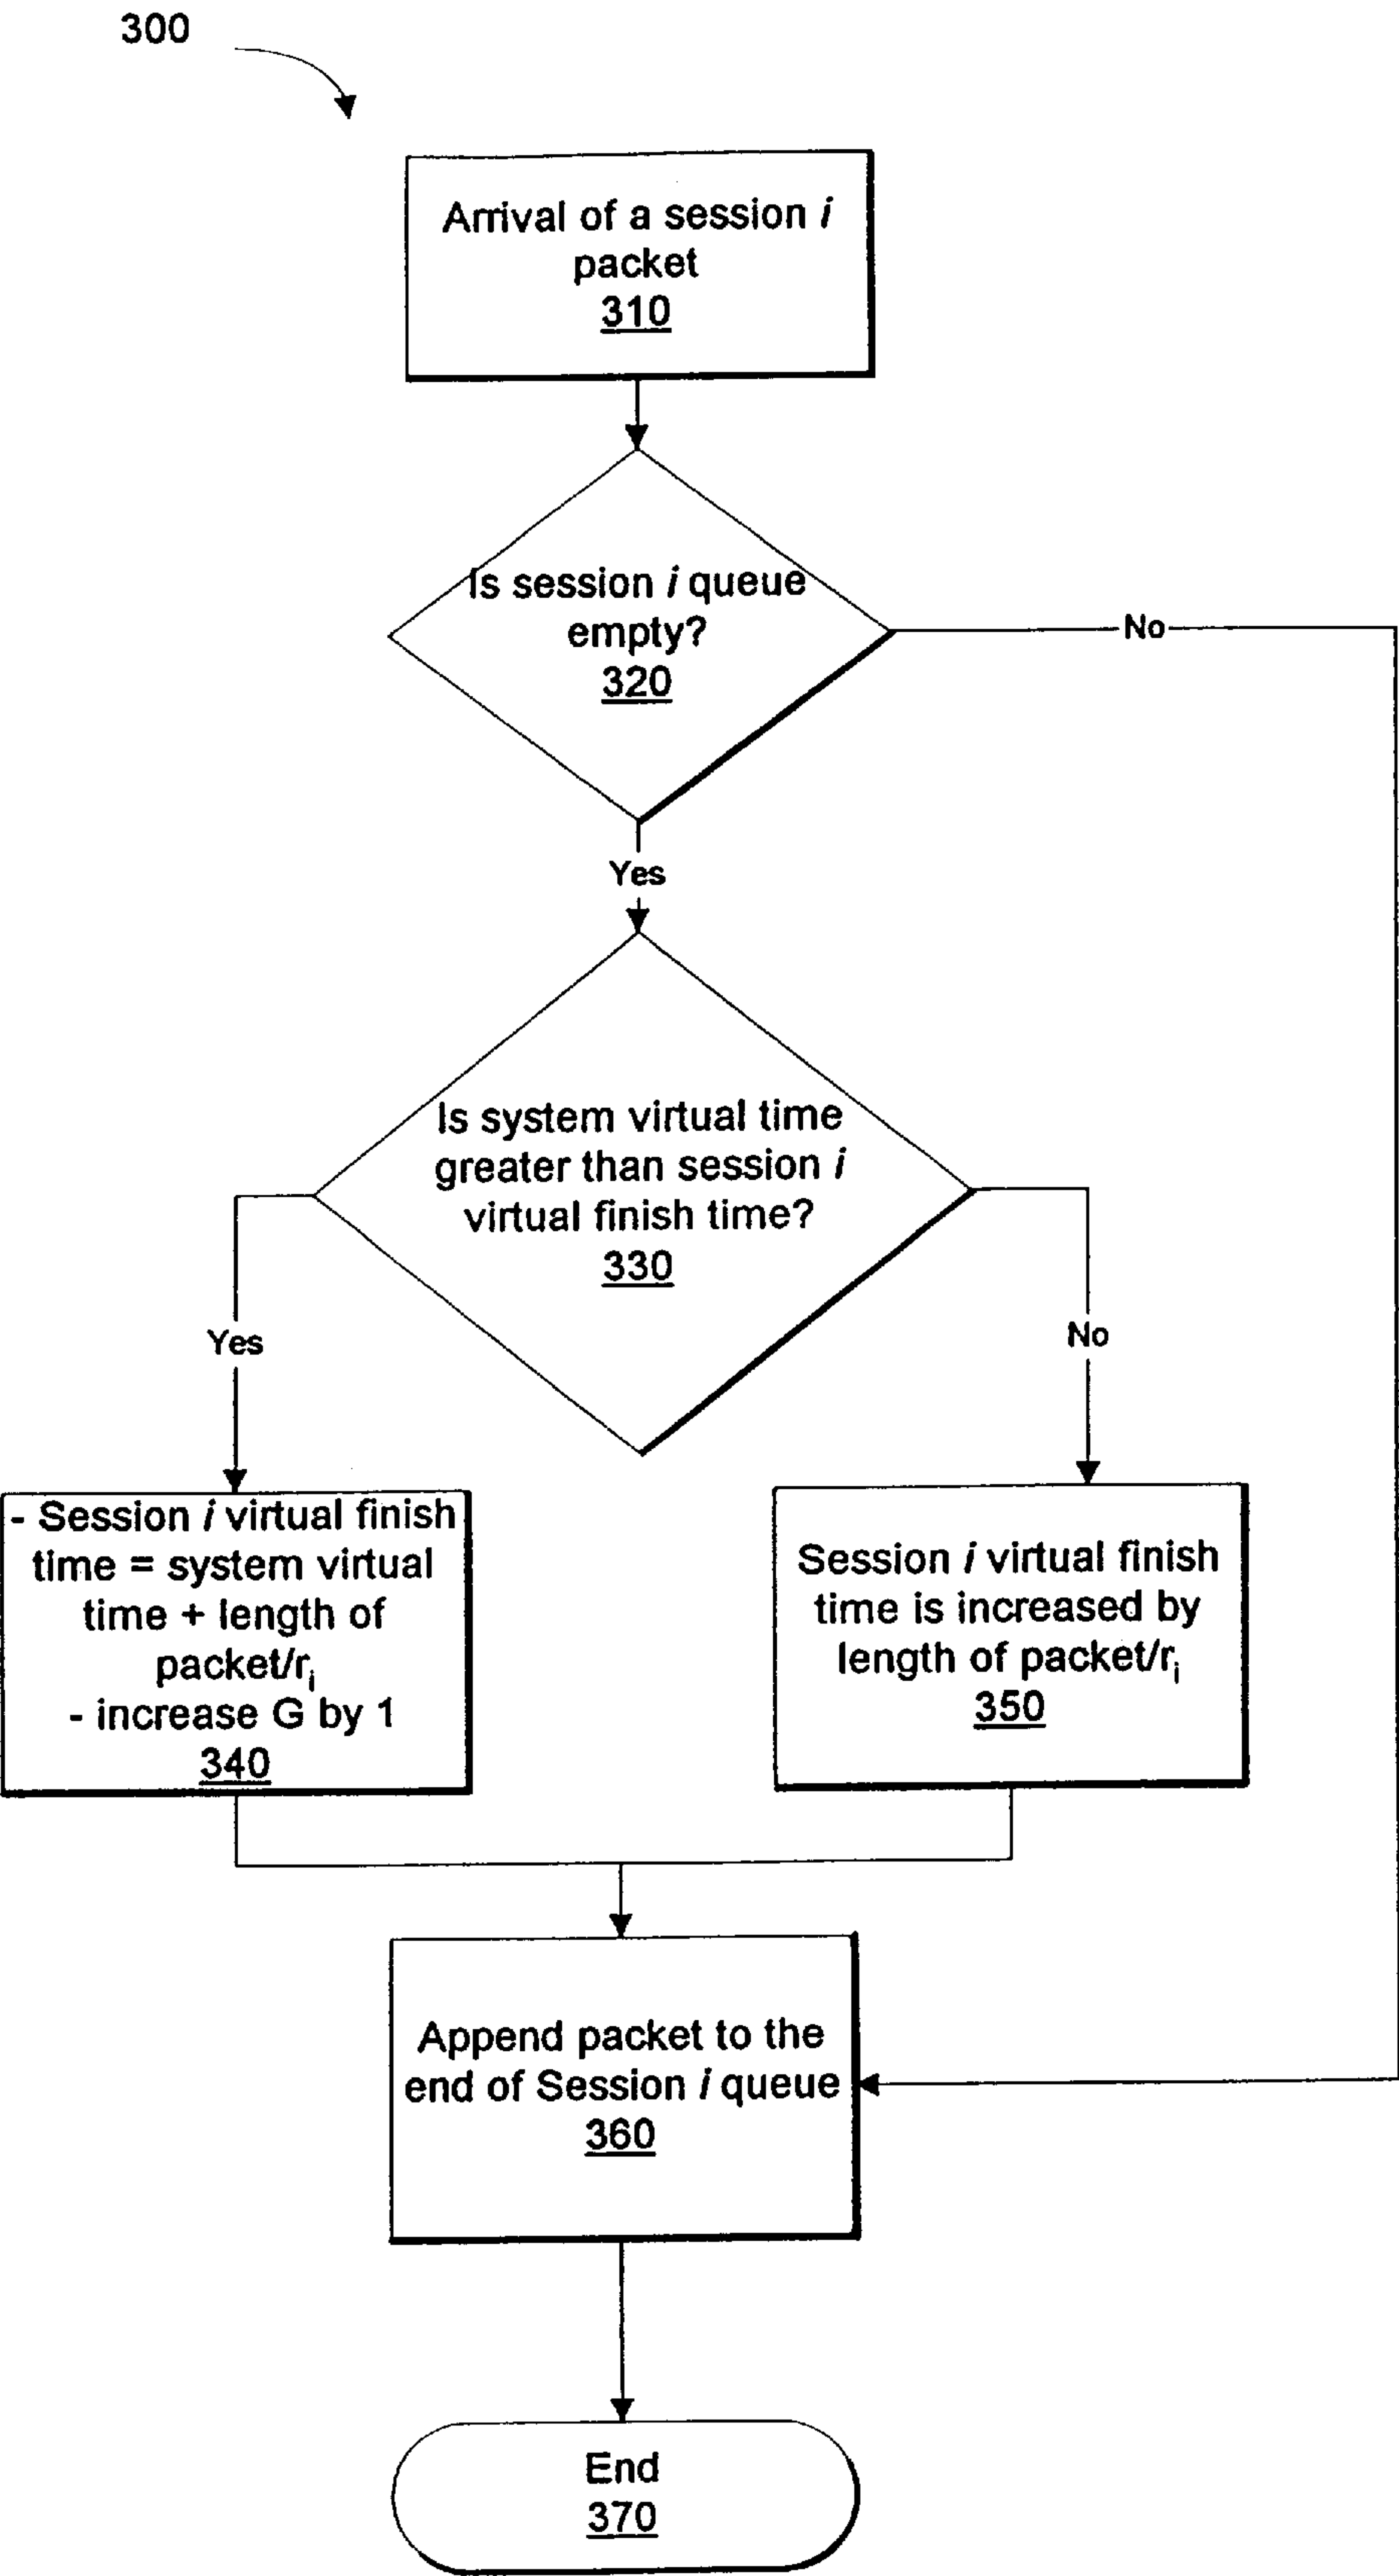 300
Arrival of a session i
packet
310
Is session i queue
empty?
320
No
Yes
Is system virtual time
greater than session i
virtual finish time?
330
Yes
No
- Session i virtual finish
time = system virtual
time + length of
packet/ri
- increase G by 1
340
Session i virtual finish
time is increased by
length of packet/ri
350
Append packet to the
end of Session i queue
360
End
370